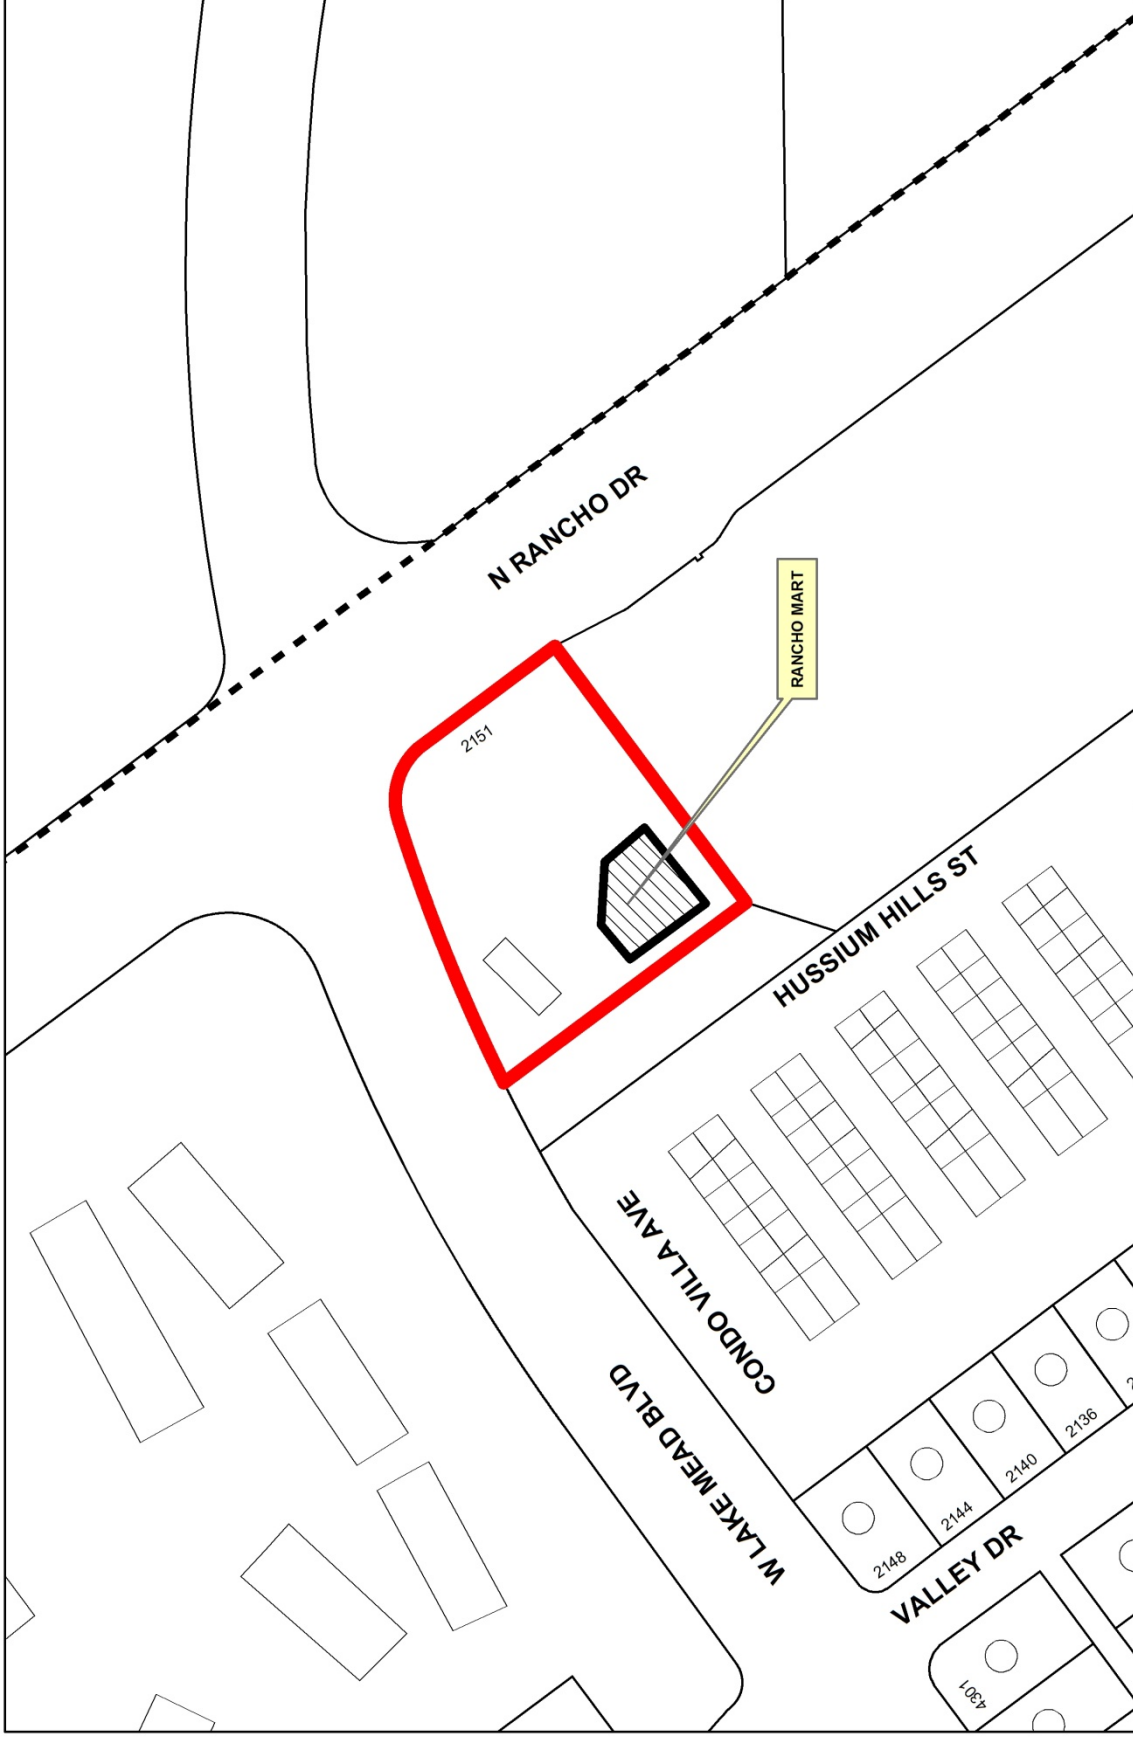 N RANCHO DR
RANCHO MART
2151
HUSSIUM HILLS ST
CONDO VILLA AVE
W LAKE MEAD BLVD
2136
2140
2144
2148
VALLEY DR
4301